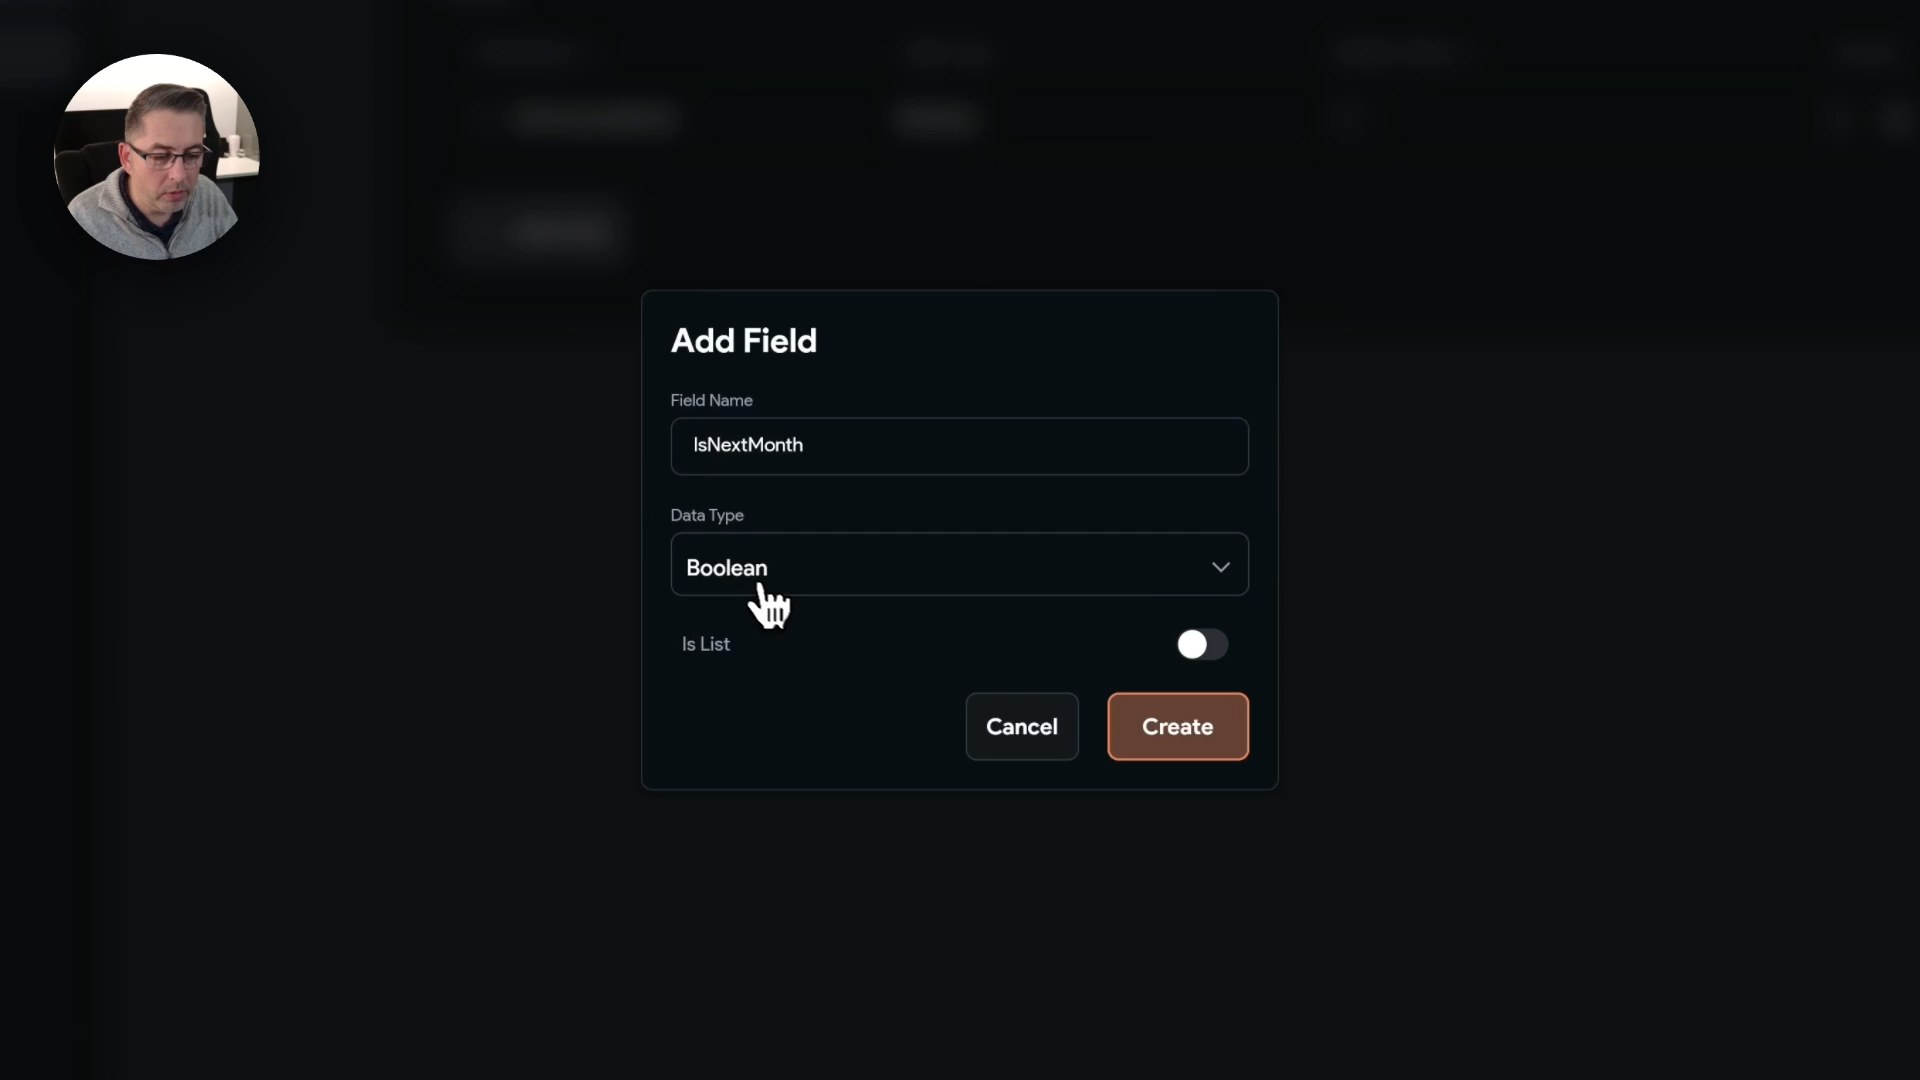 Add Field
Field Name
IsNextMonth
Data Type
Boolean
Is List
Cancel
Create